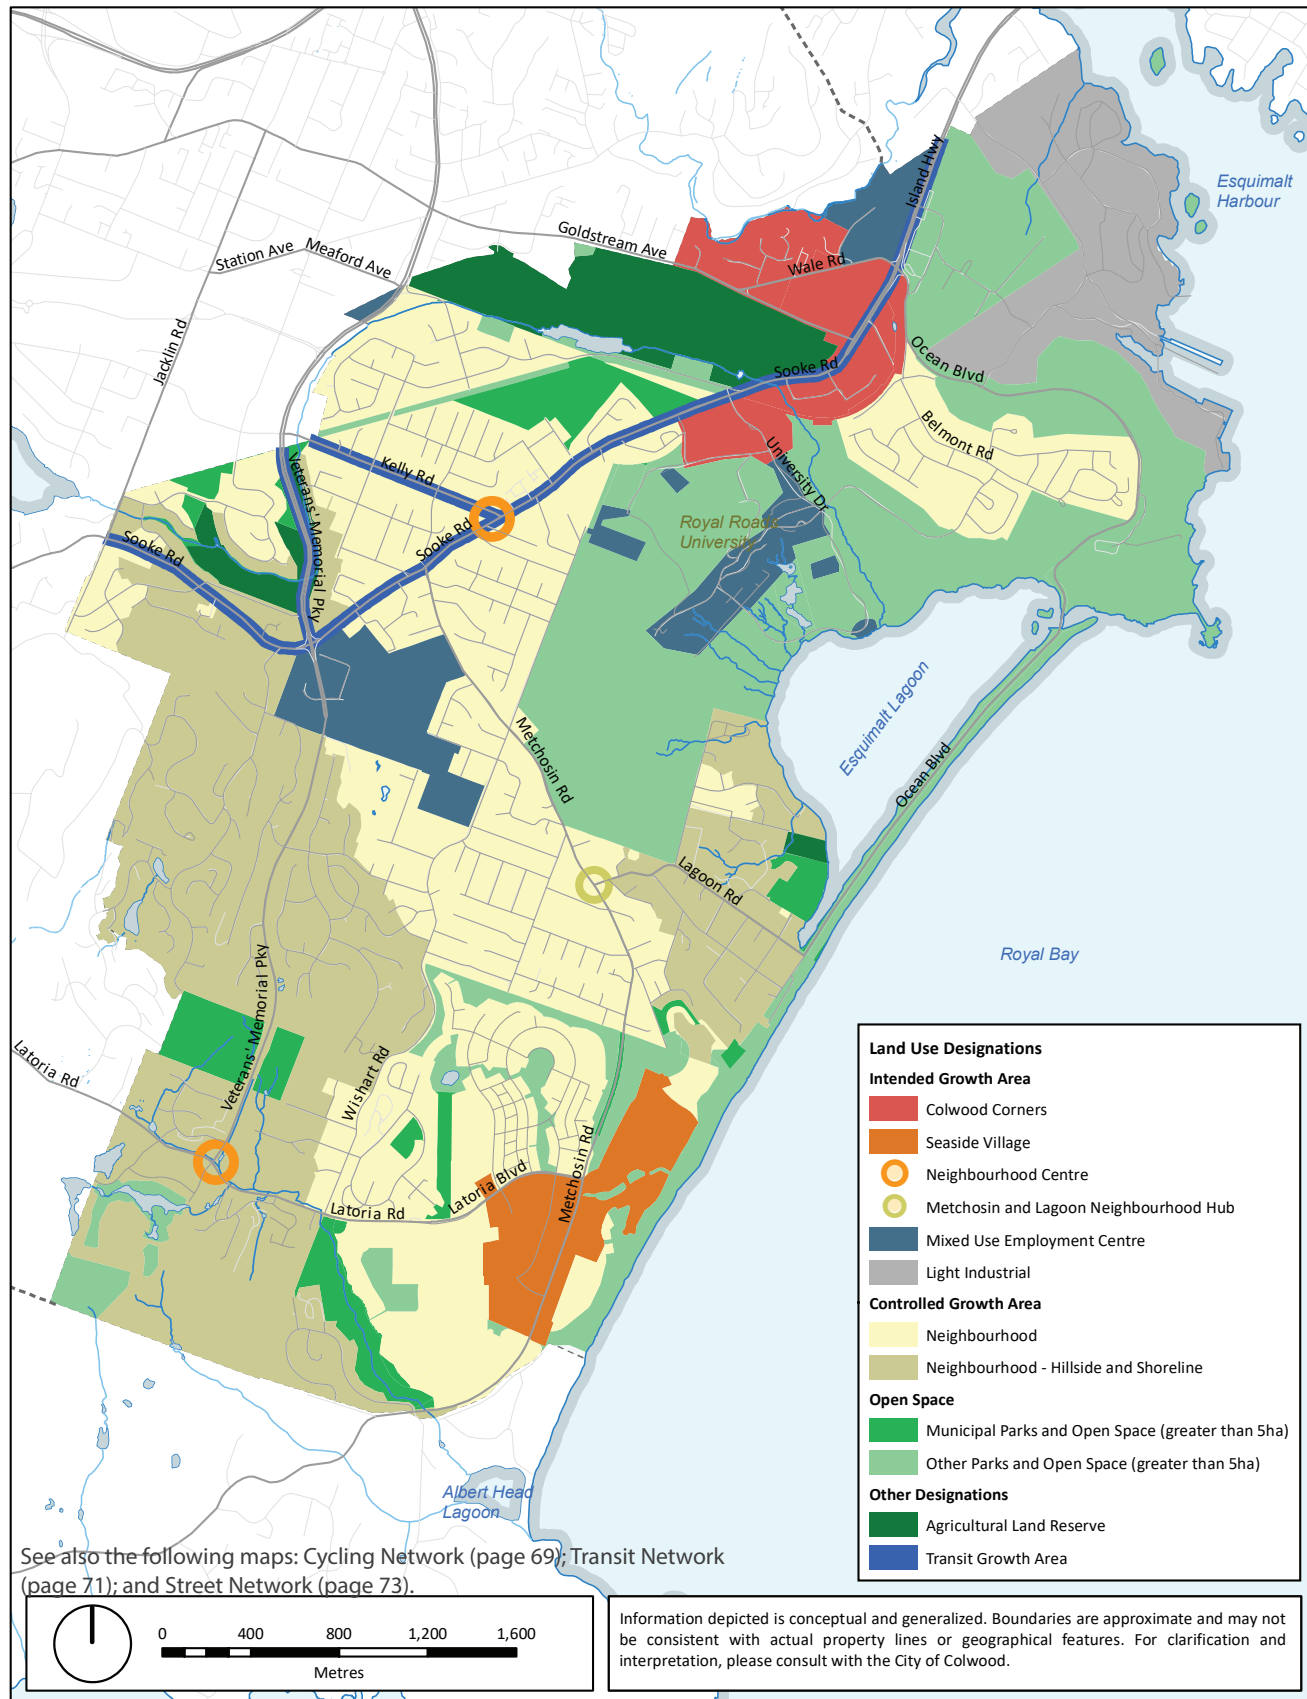 Island Hwy
Esquimalt
Harbour
Goldstream Ave
Station Ave
Meaford Ave
Wale Rd
Jacklin Rd
Ocean Blvd
Sooke Rd
Belmont Rd
Kelly Rd
University Dr
Veterans' Memorial Pky
Royal Roads
University
Sooke Rd
Sooke Rd
Esquimalt Lagoon
Metchosin Rd
Ocean Blvd
Lagoon Rd
Royal Bay
Veterans' Memorial Pky
Latoria Rd
Wishart Rd
Metchosin Rd
Latoria Blvd
Latoria Rd
Albert Head
Lagoon
Land Use Designations
Intended Growth Area
Colwood Corners
Seaside Village
Neighbourhood Centre
Metchosin and Lagoon Neighbourhood Hub
Mixed Use Employment Centre
Light Industrial
Controlled Growth Area
Neighbourhood
Neighbourhood - Hillside and Shoreline
Open Space
Municipal Parks and Open Space (greater than 5ha)
Other Parks and Open Space (greater than 5ha)
Other Designations
Agricultural Land Reserve
Transit Growth Area
See also the following maps: Cycling Network (page 69); Transit Network
(page 71); and Street Network (page 73).
0 400 800 1,200 1,600
Metres
Information depicted is conceptual and generalized. Boundaries are approximate and may not
be consistent with actual property lines or geographical features. For clarification and
interpretation, please consult with the City of Colwood.